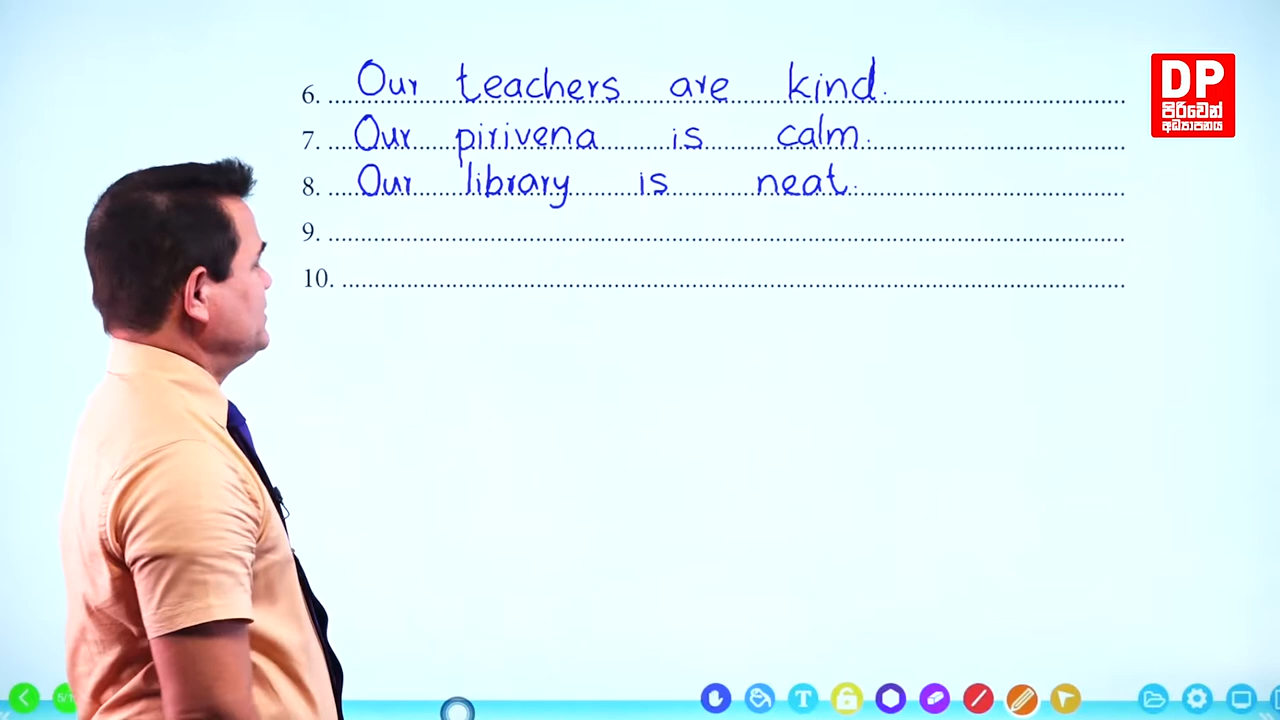 6. Our teachers are kind.
7. Our pirivena is calm.
8. Our library is neat.
9.
10.
DP
පිරිවෙන්
අධ්‍යාපනය